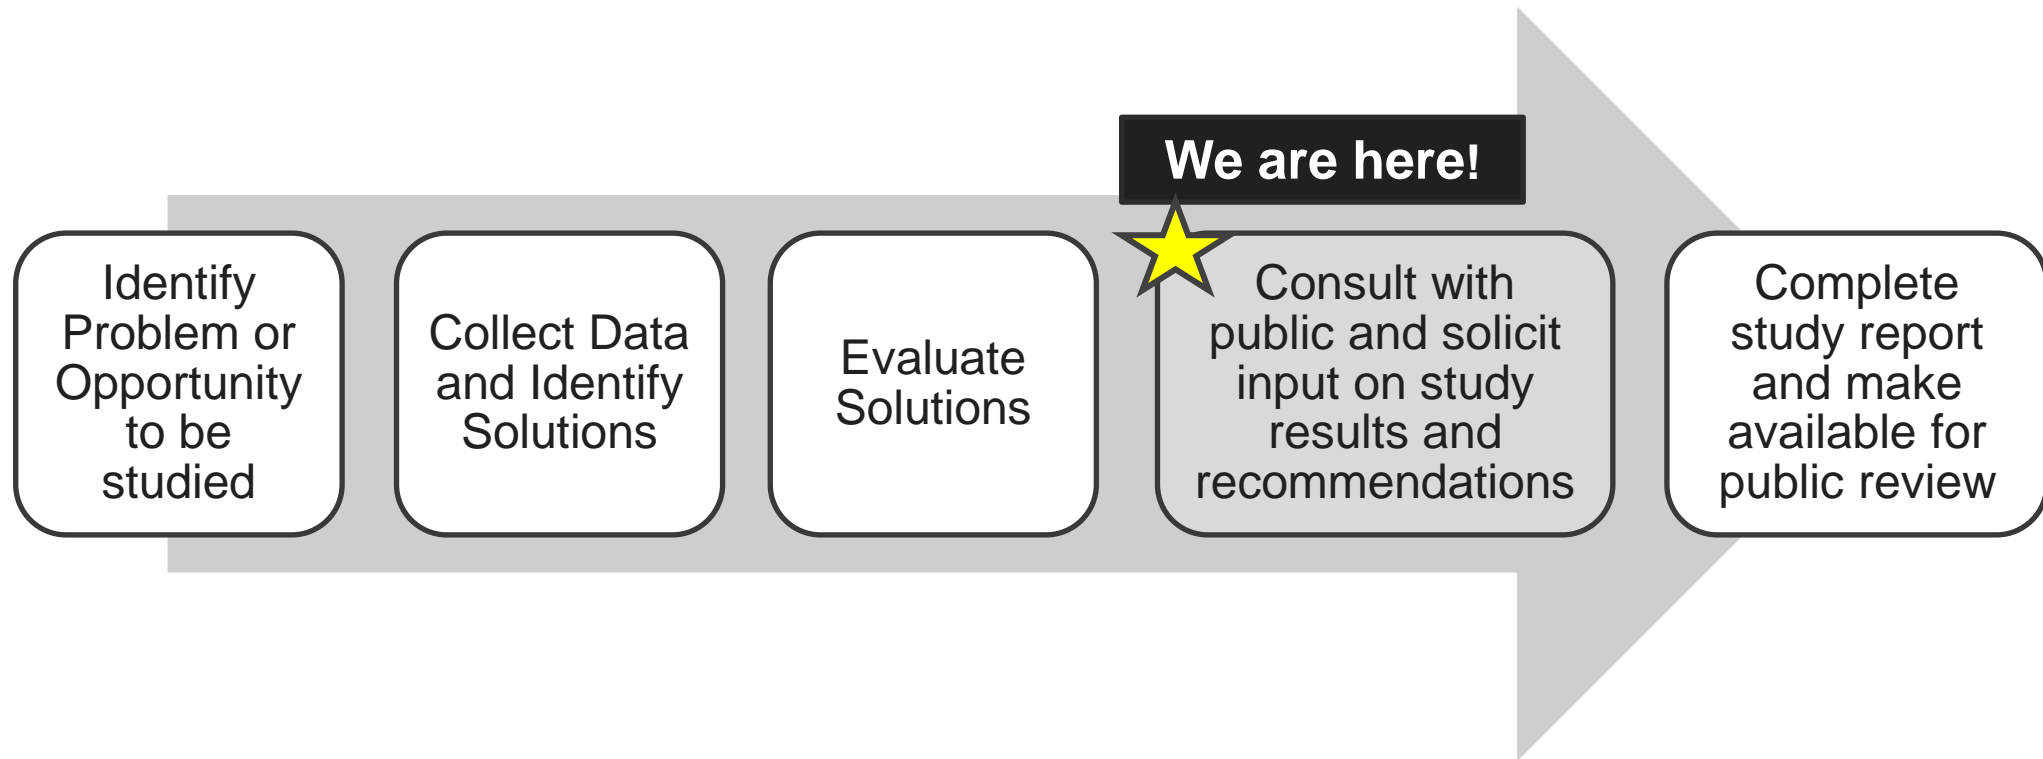 We are here!
Identify
Problem or
Opportunity
to be
studied
Collect Data
and Identify
Solutions
Evaluate
Solutions
Consult with
public and solicit
input on study
results and
recommendations
Complete
study report
and make
available for
public review